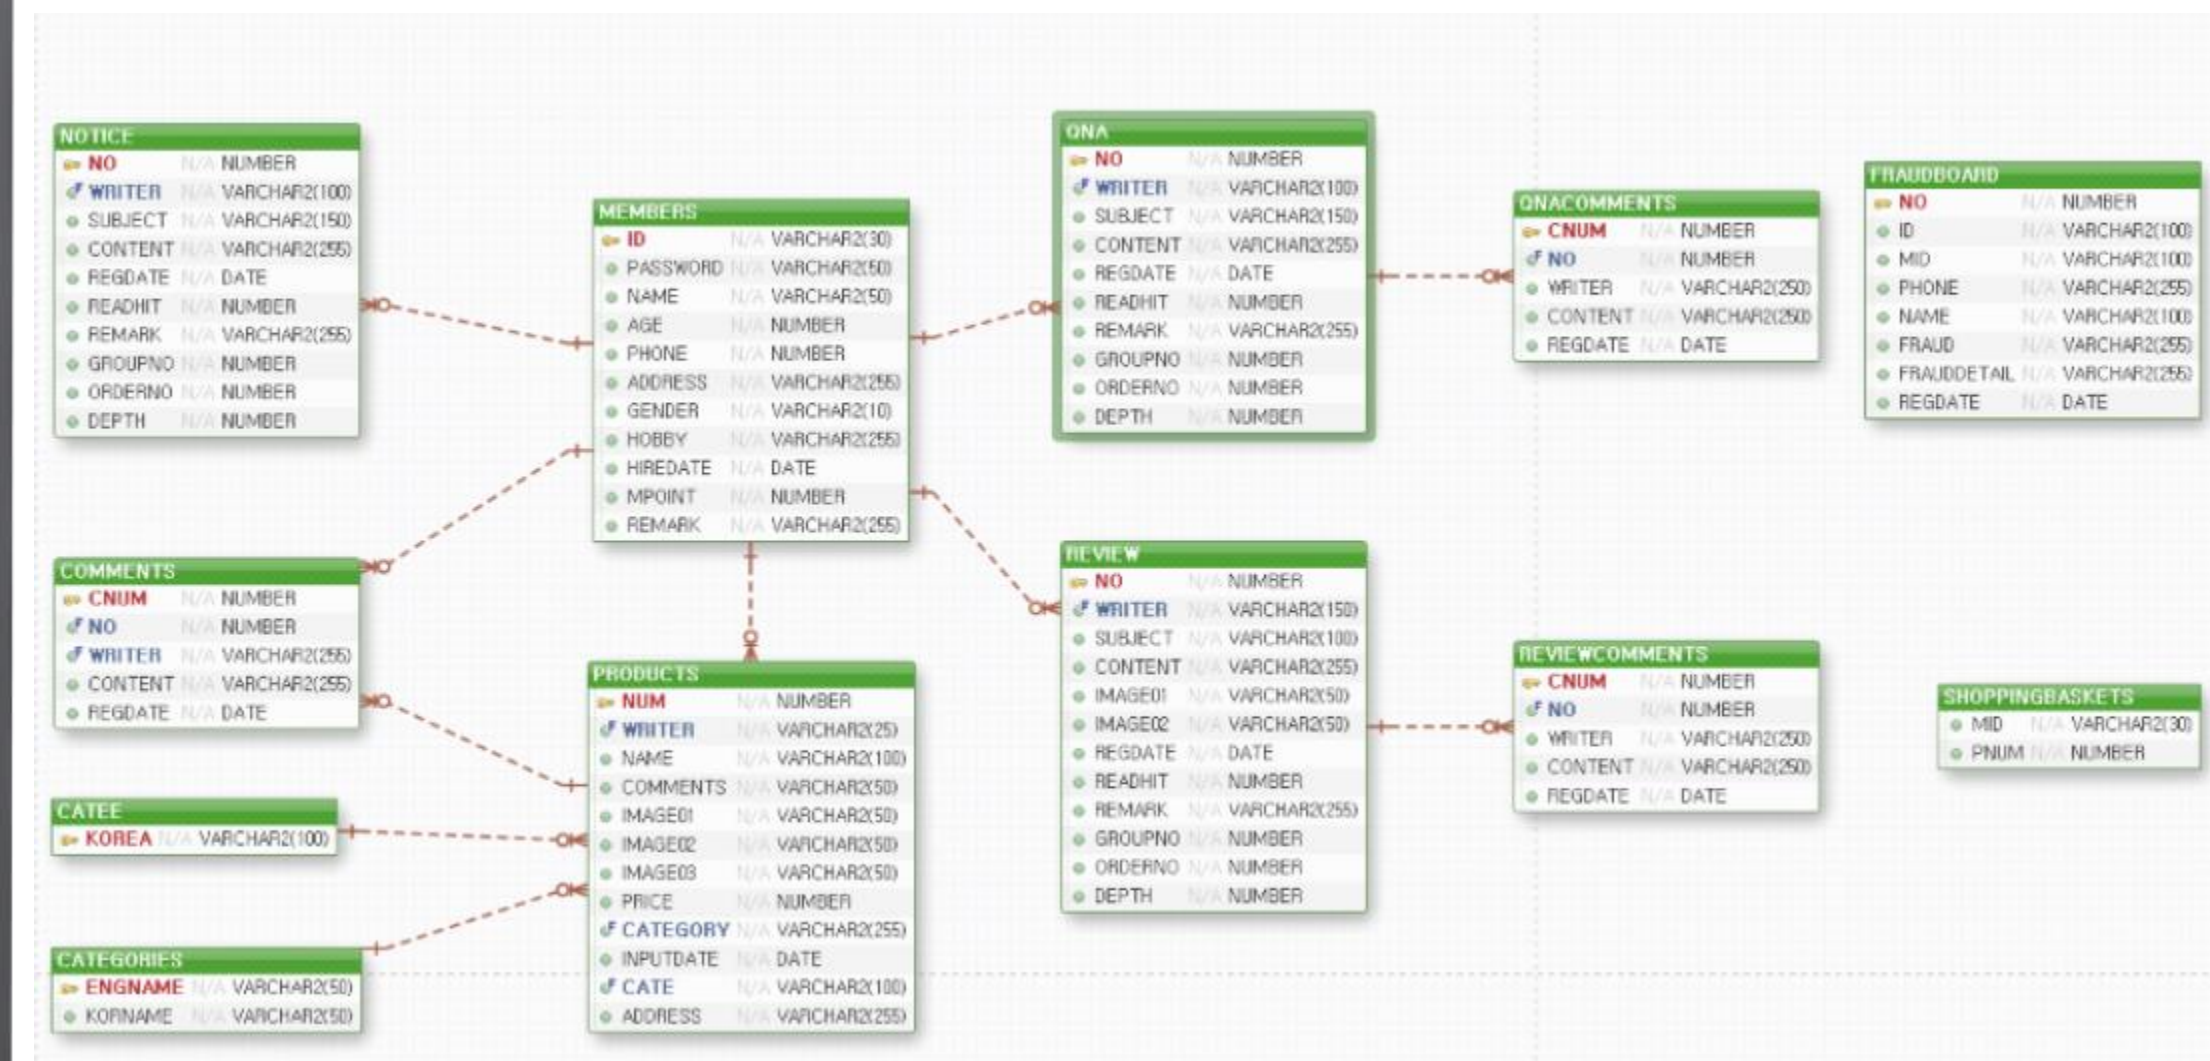 NOTICE
NO N/A NUMBER
WRITER N/A VARCHAR2(100)
SUBJECT N/A VARCHAR2(150)
CONTENT N/A VARCHAR2(255)
REGDATE N/A DATE
READHIT N/A NUMBER
REMARK N/A VARCHAR2(255)
GROUPNO N/A NUMBER
ORDERNO N/A NUMBER
DEPTH N/A NUMBER
MEMBERS
ID N/A VARCHAR2(30)
PASSWORD N/A VARCHAR2(50)
NAME N/A VARCHAR2(50)
AGE N/A NUMBER
PHONE N/A NUMBER
ADDRESS N/A VARCHAR2(255)
GENDER N/A VARCHAR2(10)
HOBBY N/A VARCHAR2(255)
HIREDATE N/A DATE
MPOINT N/A NUMBER
REMARK N/A VARCHAR2(255)
QNA
NO N/A NUMBER
WRITER N/A VARCHAR2(100)
SUBJECT N/A VARCHAR2(150)
CONTENT N/A VARCHAR2(255)
REGDATE N/A DATE
READHIT N/A NUMBER
REMARK N/A VARCHAR2(255)
GROUPNO N/A NUMBER
ORDERNO N/A NUMBER
DEPTH N/A NUMBER
QNACOMMENTS
CNUM N/A NUMBER
NO N/A NUMBER
WRITER N/A VARCHAR2(250)
CONTENT N/A VARCHAR2(250)
REGDATE N/A DATE
FRAUDBOARD
NO N/A NUMBER
ID N/A VARCHAR2(100)
MID N/A VARCHAR2(100)
PHONE N/A VARCHAR2(255)
NAME N/A VARCHAR2(100)
FRAUD N/A VARCHAR2(255)
FRAUDDETAIL N/A VARCHAR2(255)
REGDATE N/A DATE
COMMENTS
CNUM N/A NUMBER
NO N/A NUMBER
WRITER N/A VARCHAR2(255)
CONTENT N/A VARCHAR2(255)
REGDATE N/A DATE
CATEE
KOREA N/A VARCHAR2(100)
CATEGORIES
ENGNAME N/A VARCHAR2(50)
KORNAME N/A VARCHAR2(50)
PRODUCTS
NUM N/A NUMBER
WRITER N/A VARCHAR2(25)
NAME N/A VARCHAR2(100)
COMMENTS N/A VARCHAR2(50)
IMAGE01 N/A VARCHAR2(50)
IMAGE02 N/A VARCHAR2(50)
IMAGE03 N/A VARCHAR2(50)
PRICE N/A NUMBER
CATEGORY N/A VARCHAR2(255)
INPUTDATE N/A DATE
CATE N/A VARCHAR2(100)
ADDRESS N/A VARCHAR2(255)
REVIEW
NO N/A NUMBER
WRITER N/A VARCHAR2(150)
SUBJECT N/A VARCHAR2(100)
CONTENT N/A VARCHAR2(255)
IMAGE01 N/A VARCHAR2(50)
IMAGE02 N/A VARCHAR2(50)
REGDATE N/A DATE
READHIT N/A NUMBER
REMARK N/A VARCHAR2(255)
GROUPNO N/A NUMBER
ORDERNO N/A NUMBER
DEPTH N/A NUMBER
REVIEWCOMMENTS
CNUM N/A NUMBER
NO N/A NUMBER
WRITER N/A VARCHAR2(250)
CONTENT N/A VARCHAR2(250)
REGDATE N/A DATE
SHOPPINGBASKETS
MID N/A VARCHAR2(30)
PNUM N/A NUMBER